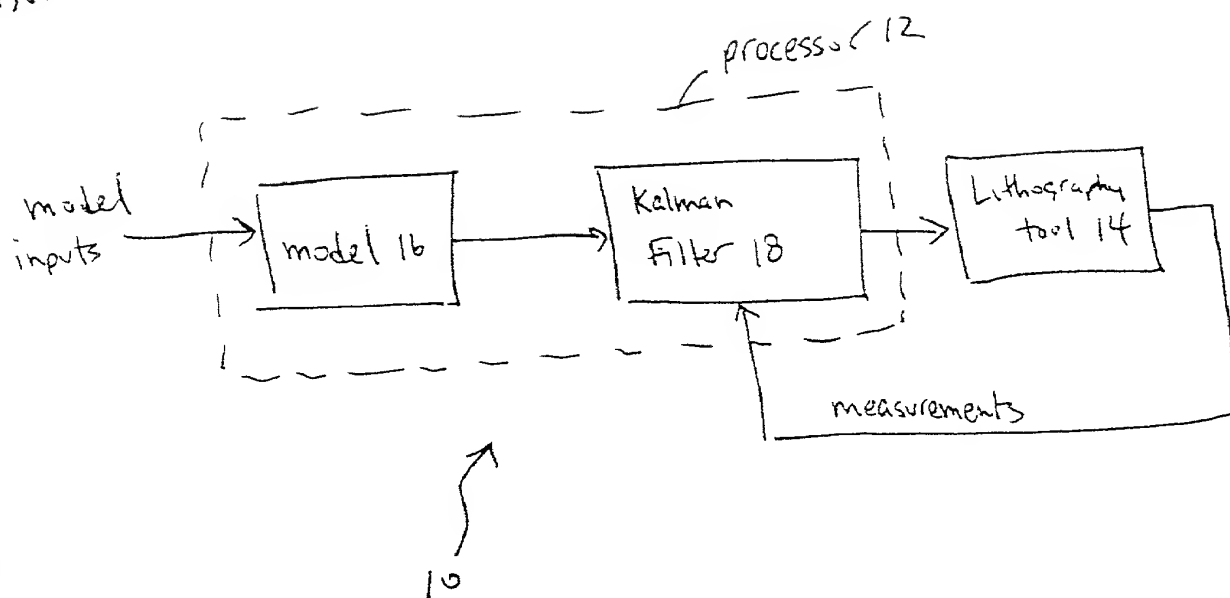 processor 12
model
inputs
model 16
Kalman
Filter 18
Lithography
tool 14
measurements
10